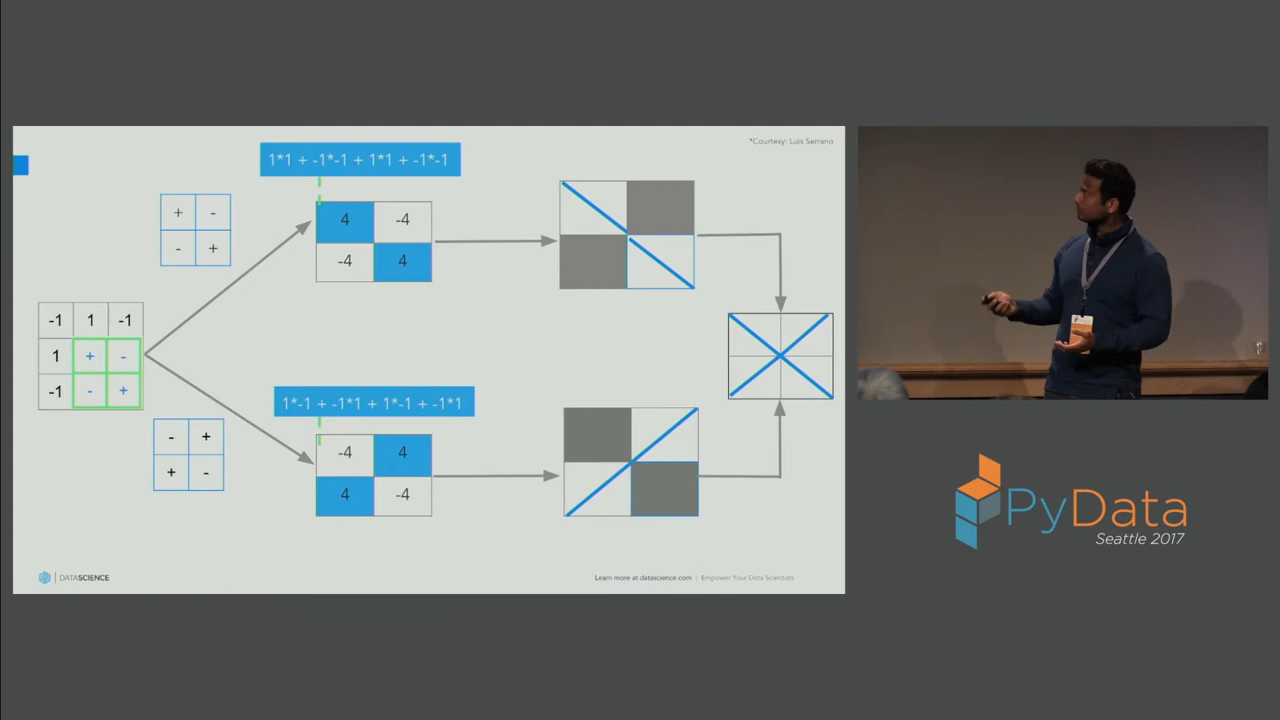 *Courtesy: Luis Serrano
1*1 + -1*-1 + 1*1 + -1*-1
+ -
- +
4 -4
-4 4
-1 1 -1
1 + -
-1 - +
1*-1 + -1*1 + 1*-1 + -1*1
- +
+ -
-4 4
4 -4
DATASCIENCE
Learn more at datascience.com | Empower Your Data Scientists
PyData
Seattle 2017